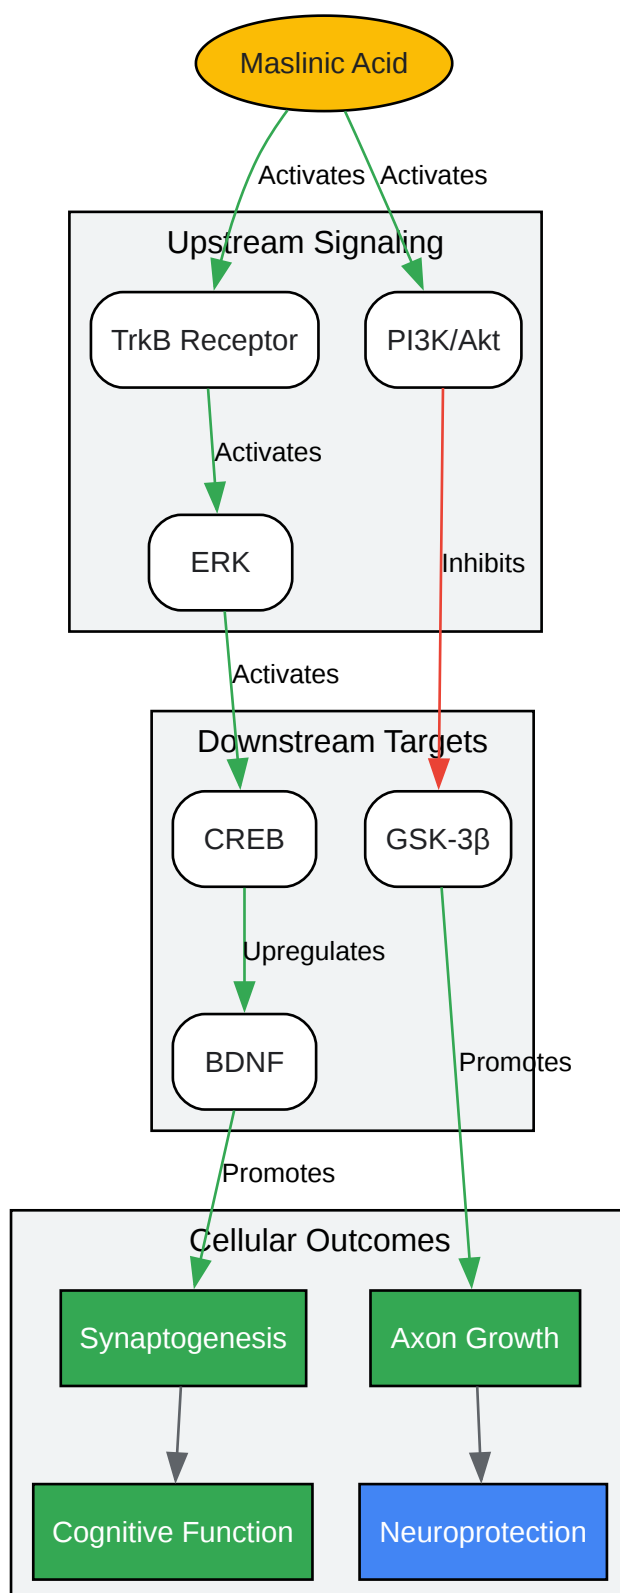 Maslinic Acid
Activates
Activates
Upstream Signaling
TrkB Receptor
PI3K/Akt
Activates
ERK
Inhibits
Activates
Downstream Targets
CREB
GSK-3β
Upregulates
BDNF
Promotes
Promotes
Cellular Outcomes
Synaptogenesis
Axon Growth
Cognitive Function
Neuroprotection